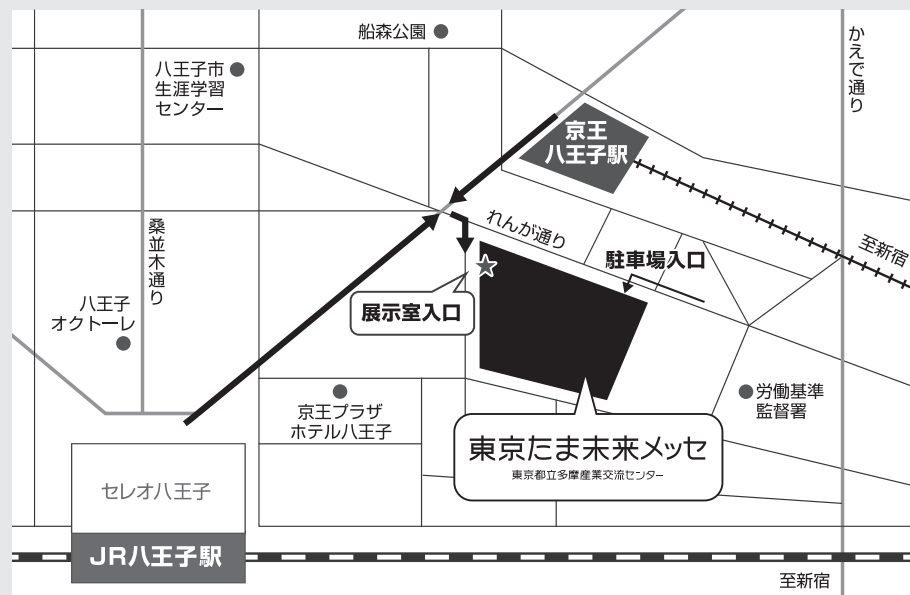 船森公園
かえで通り
八王子市
生涯学習
センター
京王
八王子駅
れんが通り
桑並木通り
至新宿
駐車場入口
八王子
オクトーレ
展示室入口
京王プラザ
ホテル八王子
労働基準
監督署
東京たま未来メッセ
東京都立多摩産業交流センター
セレオ八王子
JR八王子駅
至新宿